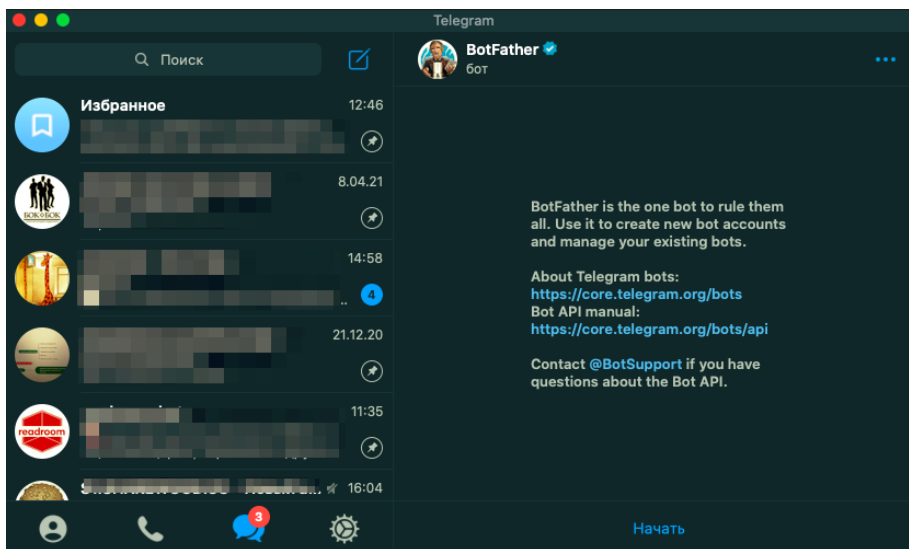 Telegram
Поиск
Избранное
12:46
8.04.21
БОК О БОК
14:58
4
21.12.20
11:35
readroom
16:04
3
BotFather
бот
BotFather is the one bot to rule them
all. Use it to create new bot accounts
and manage your existing bots.
About Telegram bots:
https://core.telegram.org/bots
Bot API manual:
https://core.telegram.org/bots/api
Contact @BotSupport if you have
questions about the Bot API.
Начать